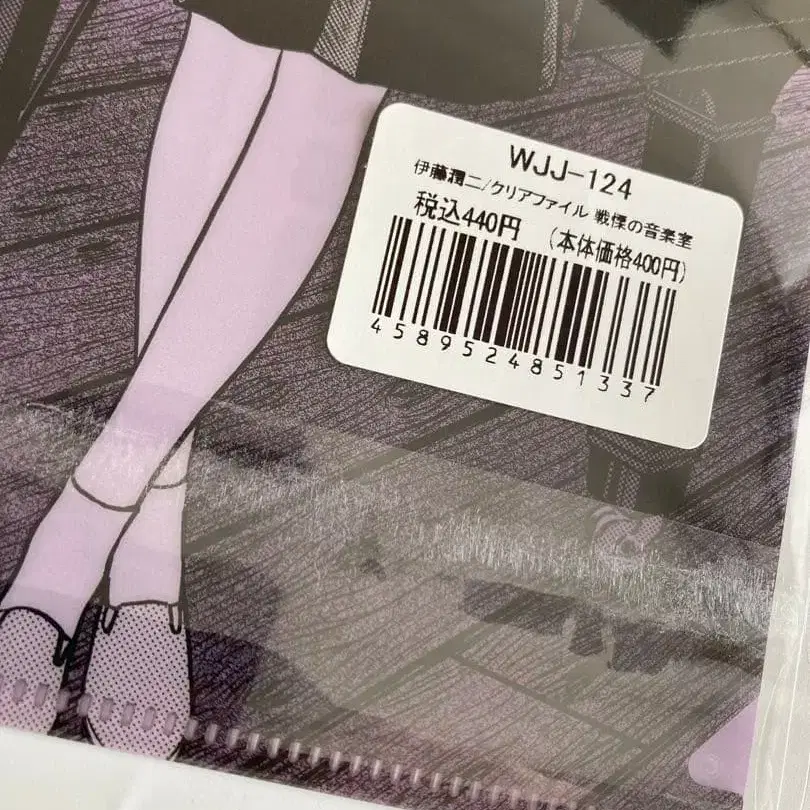 WJJ-124
伊藤潤二/クリアファイル 戦慄の音楽室
税込440円 (本体価格400円)
4589524851337